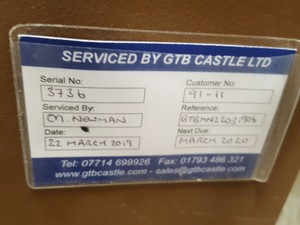 SERVICED BY GTB CASTLE LTD
Serial No: Customer No:
3736 91-11
Serviced By: Reference:
M. NEWMAN
Date: Next Due:
22 MARCH 2019 MARCH 2020
Tel: 07714 699926 Fax: 01793 486 321
www.gtbcastle.com - sales@gtbcastle.com